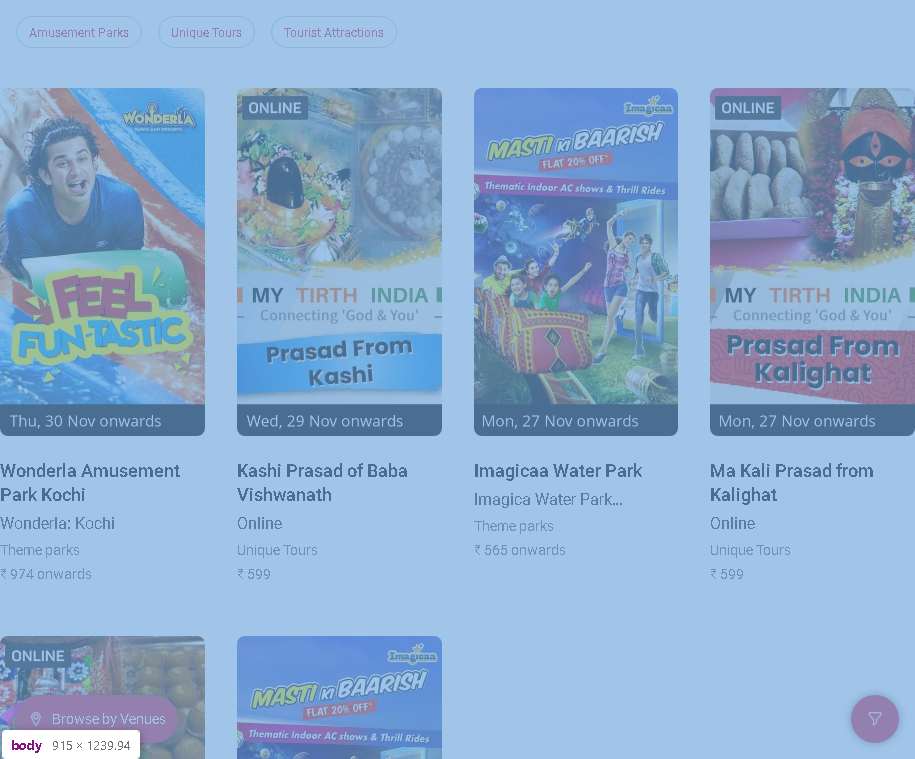 Amusement Parks
Unique Tours
Tourist Attractions
WONDERLA
FEEL
FUN-TASTIC
Thu, 30 Nov onwards
Wonderla Amusement
Park Kochi
Wonderla: Kochi
Theme parks
₹ 974 onwards
ONLINE
MY TIRTH INDIA
Connecting 'God & You'
Prasad From
Kashi
Wed, 29 Nov onwards
Kashi Prasad of Baba
Vishwanath
Online
Unique Tours
₹ 599
Imagicaa
MASTI KI BAARISH
FLAT 20% OFF*
Thematic Indoor AC shows & Thrill Rides
Mon, 27 Nov onwards
Imagicaa Water Park
Imagica Water Park...
Theme parks
₹ 565 onwards
ONLINE
MY TIRTH INDIA
Connecting 'God & You'
Prasad From
Kalighat
Mon, 27 Nov onwards
Ma Kali Prasad from
Kalighat
Online
Unique Tours
₹ 599
ONLINE
Browse by Venues
Imagicaa
MASTI KI BAARISH
FLAT 20% OFF*
Thematic Indoor AC shows & Thrill Rides
body 915 × 1239.94